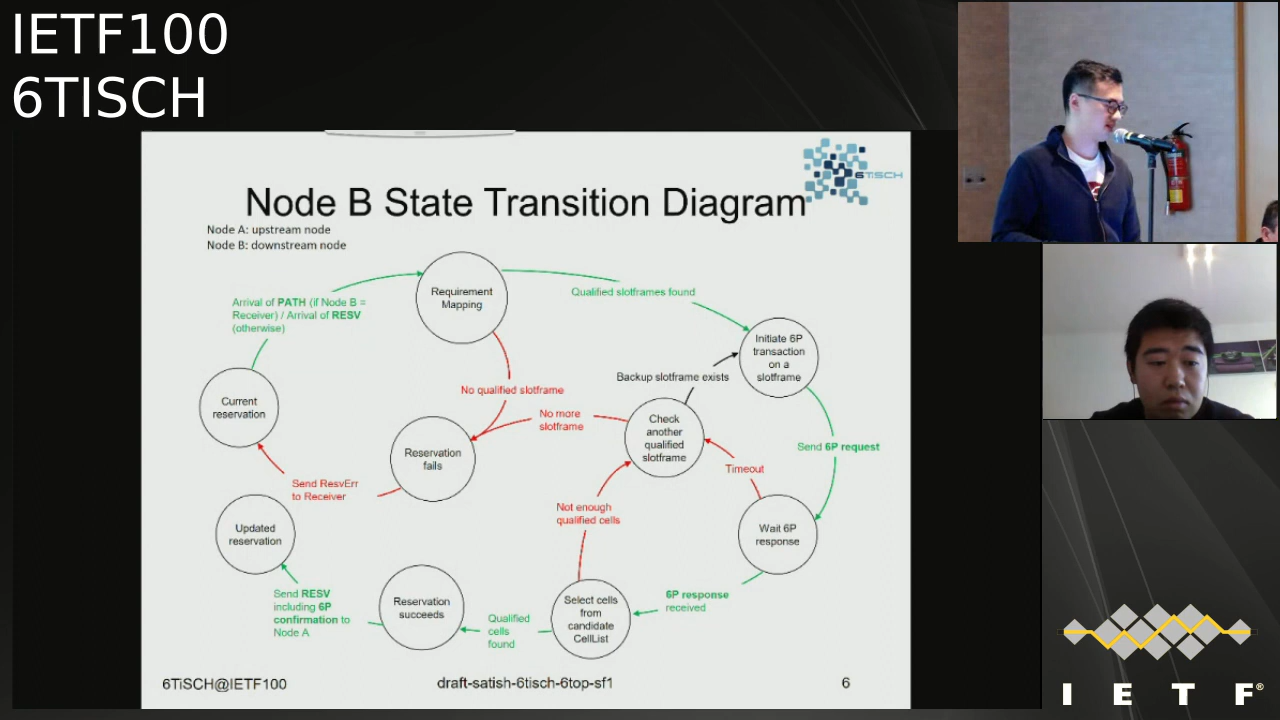 IETF100
6TISCH
6TiSCH
Node B State Transition Diagram
Node A: upstream node
Node B: downstream node
Requirement
Mapping
Arrival of PATH (if Node B =
Receiver) / Arrival of RESV
(otherwise)
Qualified slotframes found
Initiate 6P
transaction
on a
slotframe
Backup slotframe exists
No qualified slotframe
Current
reservation
No more
slotframe
Check
another
qualified
slotframe
Send 6P request
Reservation
fails
Timeout
Send ResvErr
to Receiver
Not enough
qualified cells
Updated
reservation
Wait 6P
response
Send RESV
including 6P
confirmation to
Node A
Reservation
succeeds
Qualified
cells
found
Select cells
from
candidate
CellList
6P response
received
6TiSCH@IETF100
draft-satish-6tisch-6top-sf1
6
I E T F®